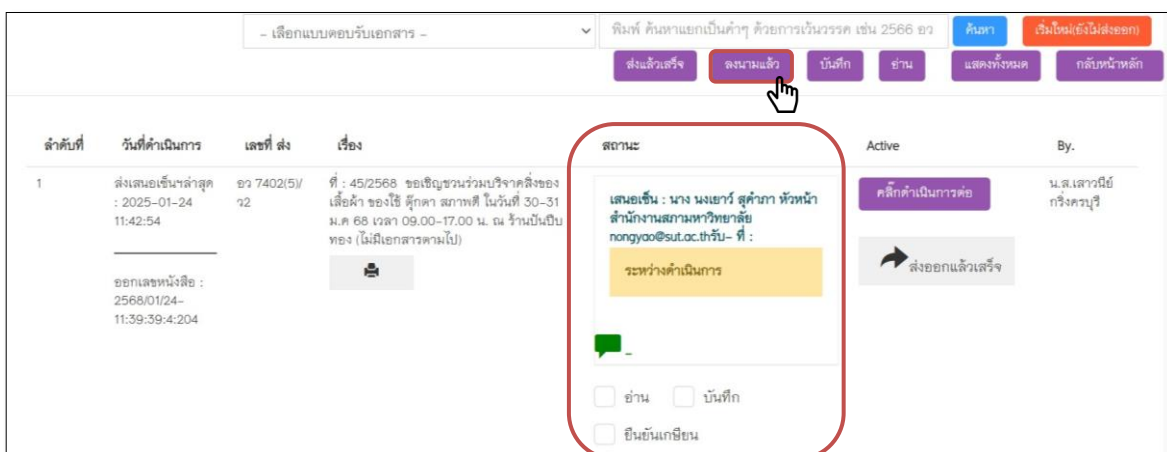 – เลือกแบบตอบรับเอกสาร –
พิมพ์ ค้นหาแยกเป็นคำๆ ด้วยการเว้นวรรค เช่น 2566 อว
ค้นหา
เริ่มใหม่(ยังไม่ส่งออก)
ส่งแล้วเสร็จ
ลงนามแล้ว
บันทึก
อ่าน
แสดงทั้งหมด
กลับหน้าหลัก
ลำดับที่
วันที่ดำเนินการ
เลขที่ ส่ง
เรื่อง
สถานะ
Active
By.
1
ส่งเสนอเซ็นฯล่าสุด
: 2025-01-24
11:42:54
ออกเลขหนังสือ :
2568/01/24-
11:39:39:4:204
อว 7402(5)/
ว2
ที่ : 45/2568 ขอเชิญชวนร่วมบริจาคสิ่งของ
เสื้อผ้า ของใช้ ตุ๊กตา สภาพดี ในวันที่ 30-31
ม.ค 68 เวลา 09.00-17.00 น. ณ ร้านปันปัน
ทอง (ไม่มีเอกสารตามไป)
เสนอเซ็น : นาง นงเยาว์ สุคำภา หัวหน้า
สำนักงานสภามหาวิทยาลัย
nongyao@sut.ac.thรับ- ที่ :
ระหว่างดำเนินการ
–
อ่าน
บันทึก
ยืนยันเกษียน
คลิ๊กดำเนินการต่อ
ส่งออกแล้วเสร็จ
น.ส.เสาวนีย์
กริ่งครบุรี